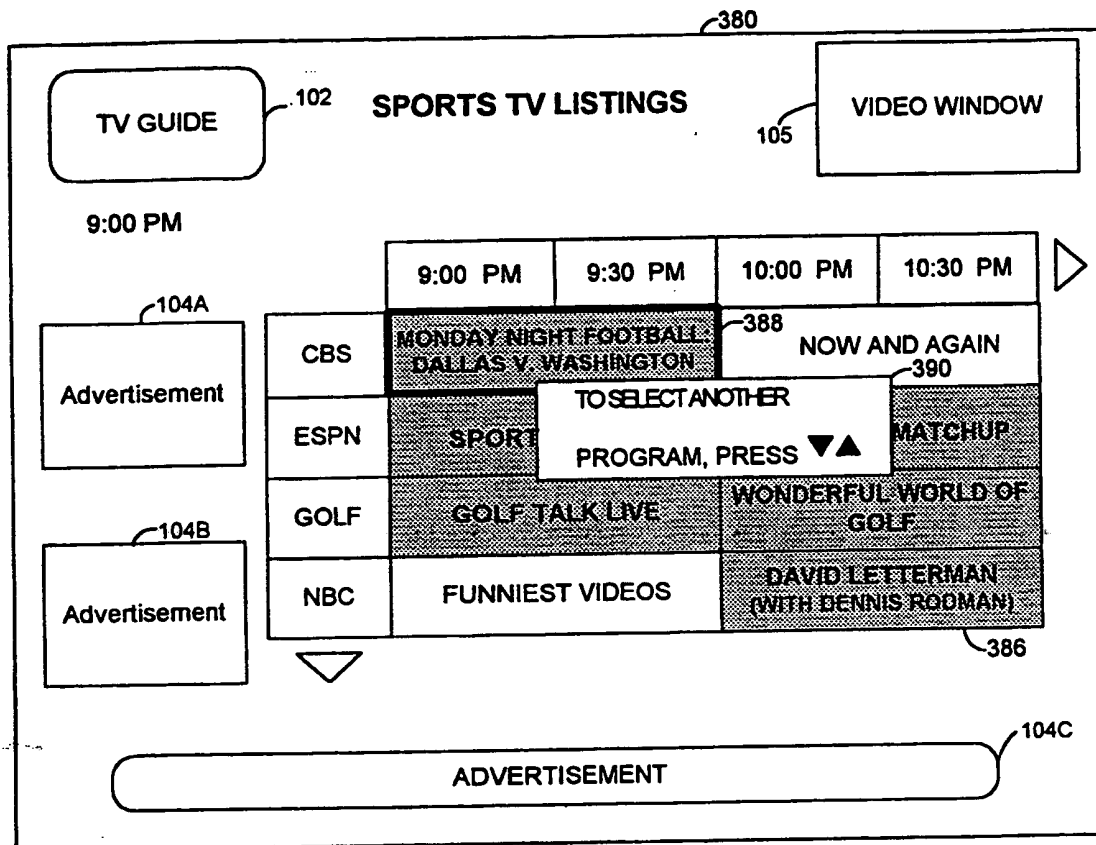 380
TV GUIDE
102
SPORTS TV LISTINGS
105
VIDEO WINDOW
9:00 PM
9:00 PM 9:30 PM 10:00 PM 10:30 PM
104A
Advertisement
CBS
MONDAY NIGHT FOOTBALL:
DALLAS V. WASHINGTON
388
NOW AND AGAIN
390
TO SELECT ANOTHER
PROGRAM, PRESS ▼▲
ESPN
SPORT
MATCHUP
GOLF
GOLF TALK LIVE
WONDERFUL WORLD OF
GOLF
104B
Advertisement
NBC
FUNNIEST VIDEOS
DAVID LETTERMAN
(WITH DENNIS RODMAN)
386
104C
ADVERTISEMENT